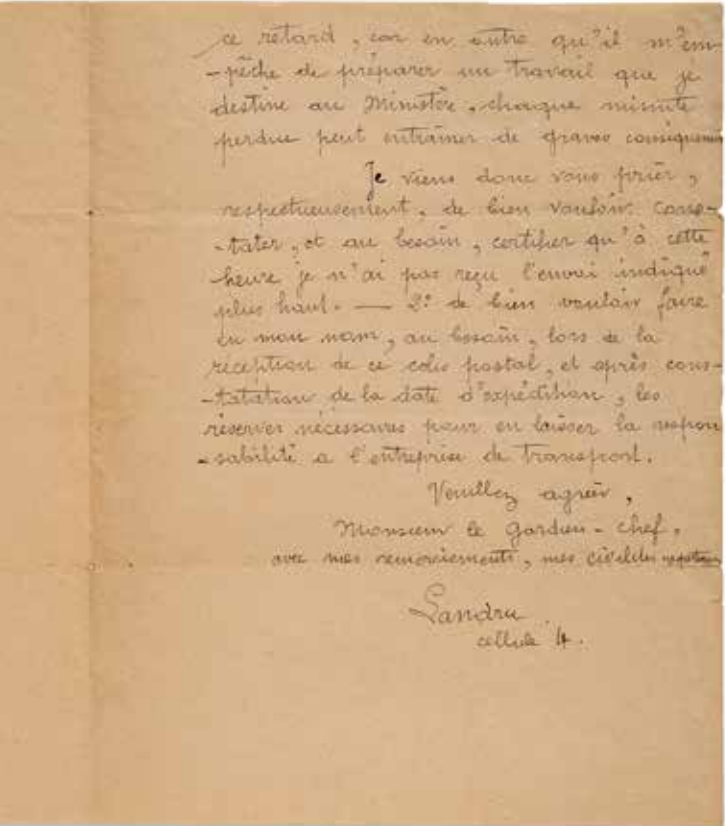 ce retard, car en outre qu'il m'em-
-pêche de préparer un travail que je
destine au Ministère. chaque minute
perdue peut entraîner de graves conséquences
Je viens donc vous prier,
respectueusement, de bien vouloir cons-
-tater, et au besoin, certifier qu'à cette
heure je n'ai pas reçu l'envoi indiqué
plus haut. — 2° de bien vouloir faire
en mon nom, au besoin, lors de la
réception de ce colis postal, et après cons-
-tatation de la date d'expédition, les
réserves nécessaires pour en laisser la respon
-sabilité a l'entreprise de transport.
Veuillez agréer,
Monsieur le Gardien-chef,
avec mes remerciements, mes civilités
Landru
cellule 4.